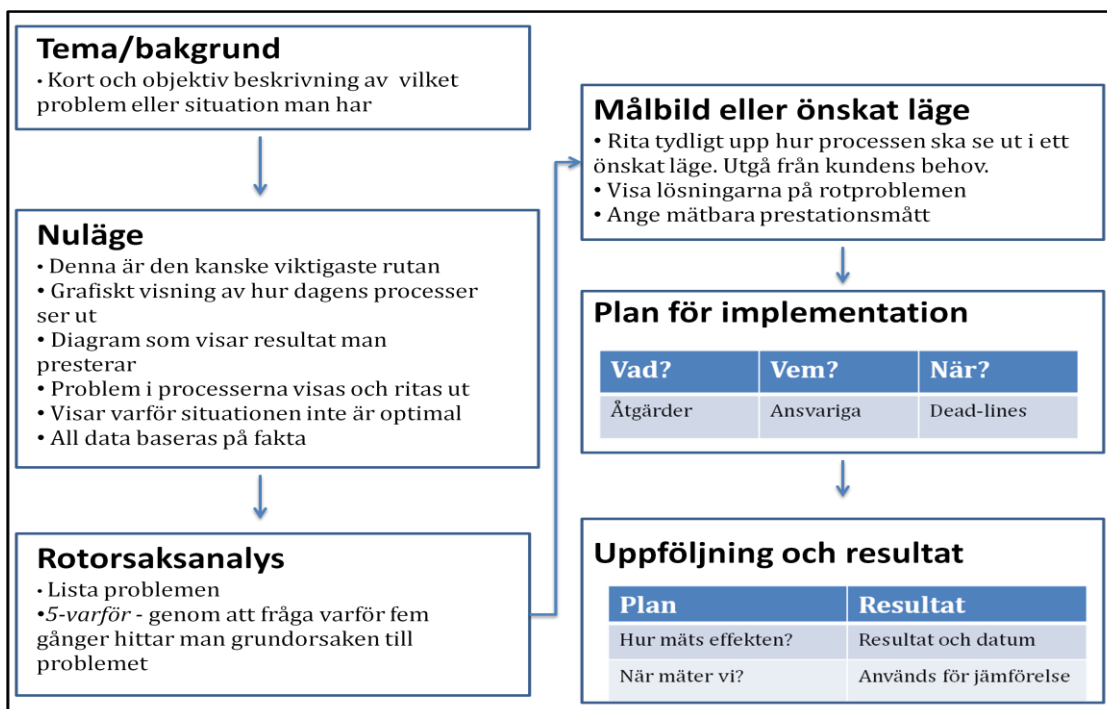 Tema/bakgrund
• Kort och objektiv beskrivning av vilket
problem eller situation man har
Nuläge
• Denna är den kanske viktigaste rutan
• Grafiskt visning av hur dagens processer
ser ut
• Diagram som visar resultat man
presterar
• Problem i processerna visas och ritas ut
• Visar varför situationen inte är optimal
• All data baseras på fakta
Rotorsaksanalys
• Lista problemen
•5-varför - genom att fråga varför fem
gånger hittar man grundorsaken till
problemet
Målbild eller önskat läge
• Rita tydligt upp hur processen ska se ut i ett
önskat läge. Utgå från kundens behov.
• Visa lösningarna på rotproblemen
• Ange mätbara prestationsmått
Plan för implementation
Vad? Vem? När?
Åtgärder Ansvariga Dead-lines
Uppföljning och resultat
Plan Resultat
Hur mäts effekten? Resultat och datum
När mäter vi? Används för jämförelse